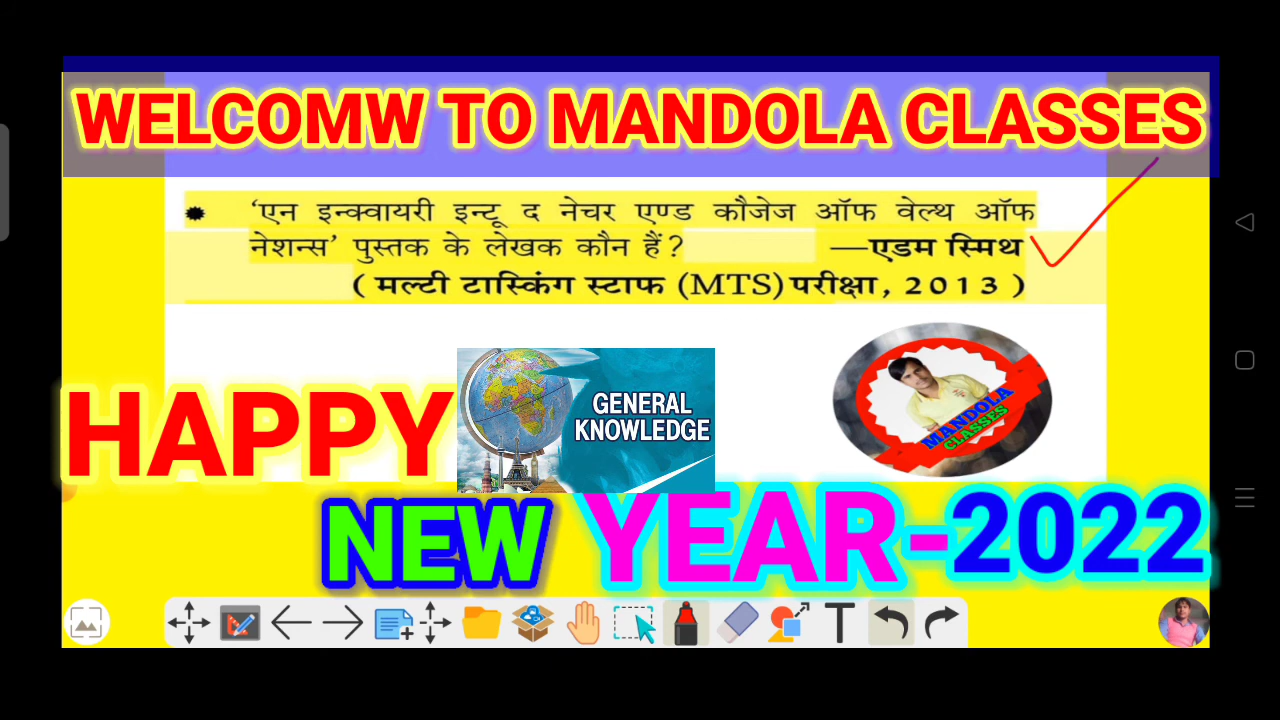 WELCOMW TO MANDOLA CLASSES
‘एन इन्क्वायरी इन्टू द नेचर एण्ड कौजेज ऑफ वेल्थ ऑफ
नेशन्स’ पुस्तक के लेखक कौन हैं ? —एडम स्मिथ
( मल्टी टास्किंग स्टाफ (MTS) परीक्षा, 2013 )
GENERAL
KNOWLEDGE
MANDOLA
CLASSES
HAPPY
NEW YEAR-2022
T